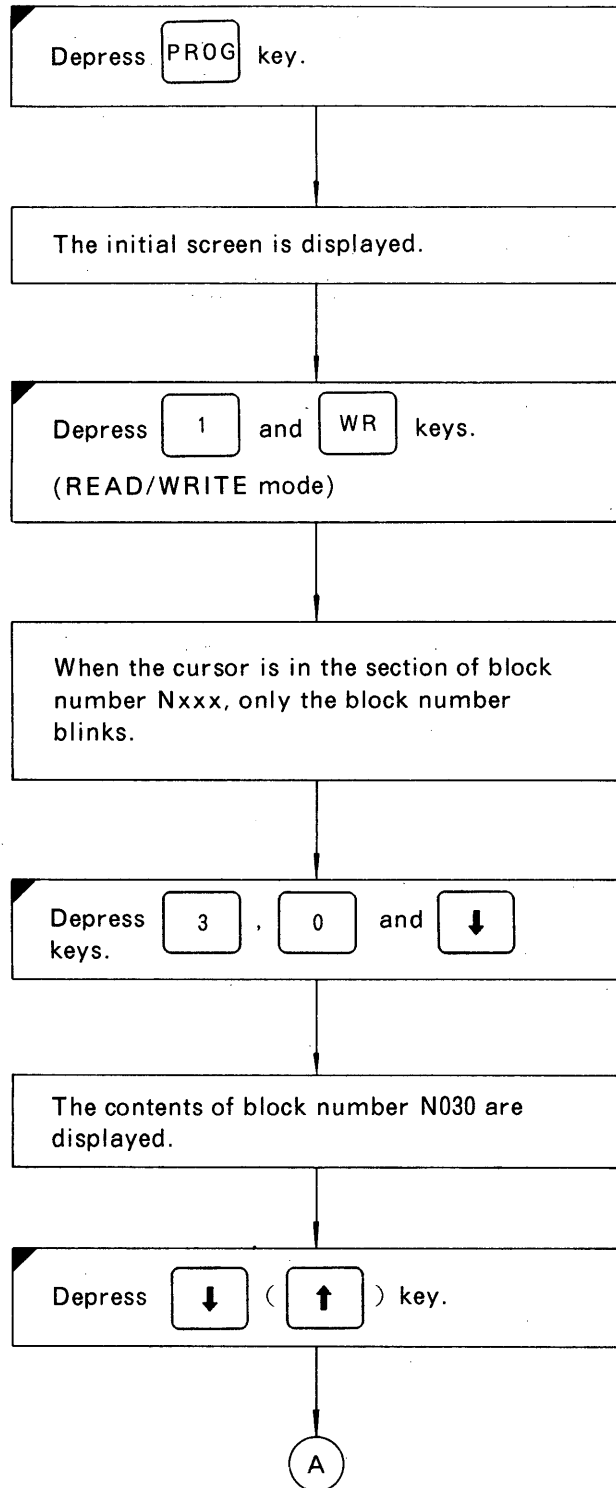 Depress PROG key.
The initial screen is displayed.
Depress 1 and WR keys.
(READ/WRITE mode)
When the cursor is in the section of block
number Nxxx, only the block number
blinks.
Depress 3 , 0 and ↓
keys.
The contents of block number N030 are
displayed.
Depress ↓ ( ↑ ) key.
A